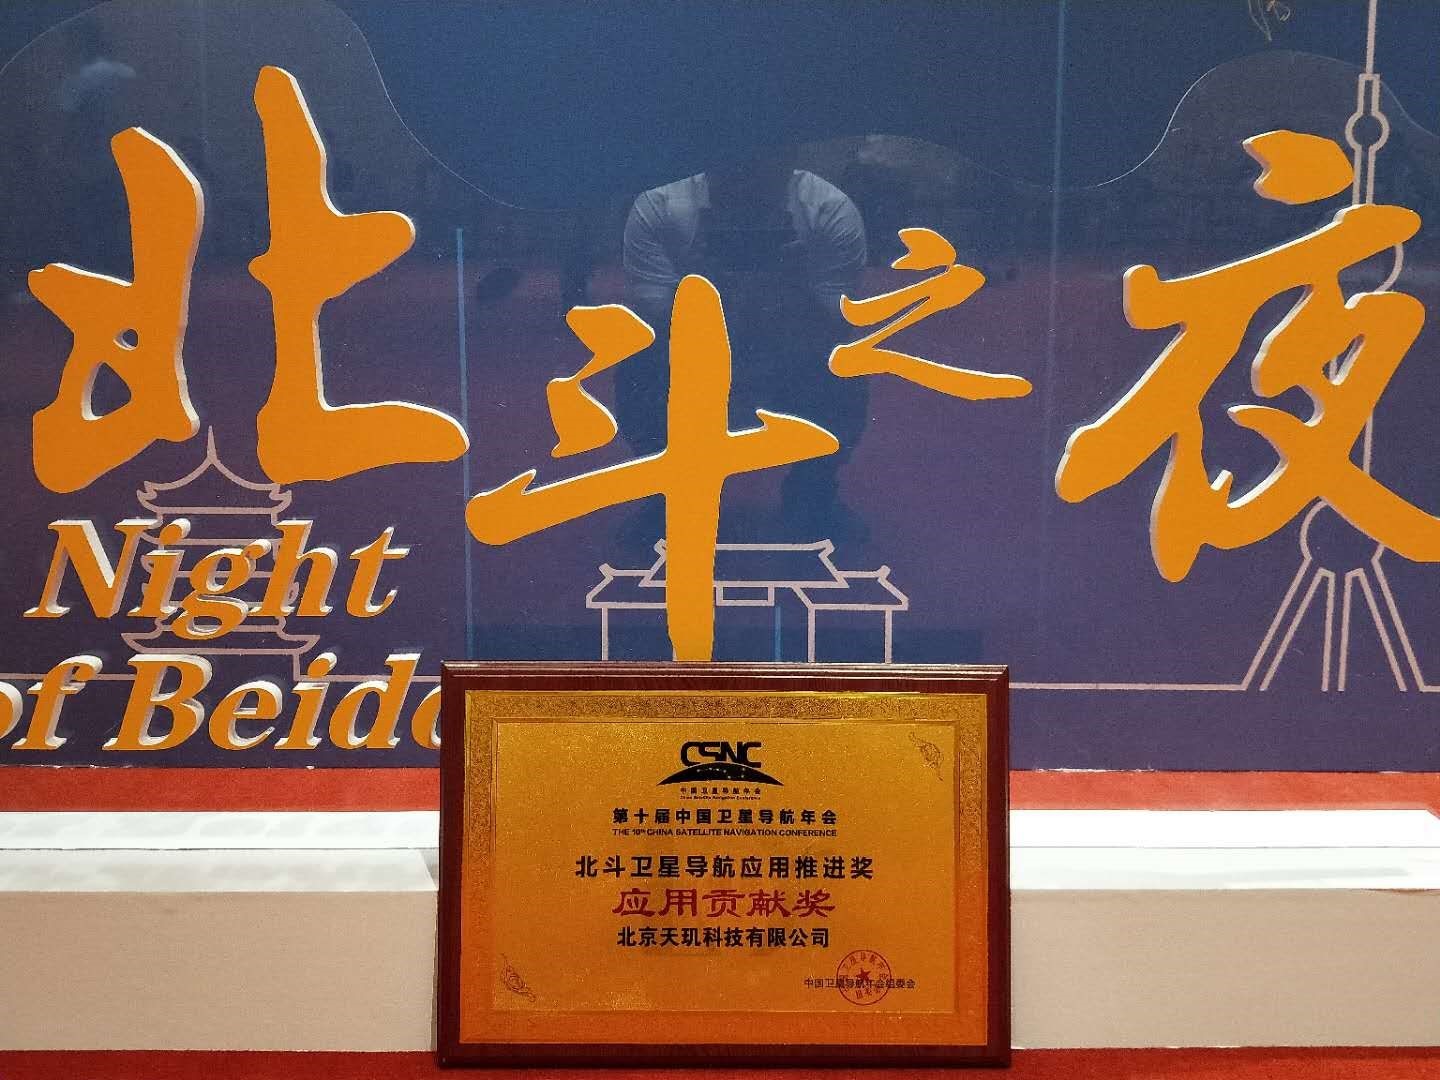 北斗之夜
Night
of Beido
CSNC
中国卫星导航年会
第十届中国卫星导航年会
THE 10th CHINA SATELLITE NAVIGATION CONFERENCE
北斗卫星导航应用推进奖
应用贡献奖
北京天玑科技有限公司
中国卫星导航年会组委会